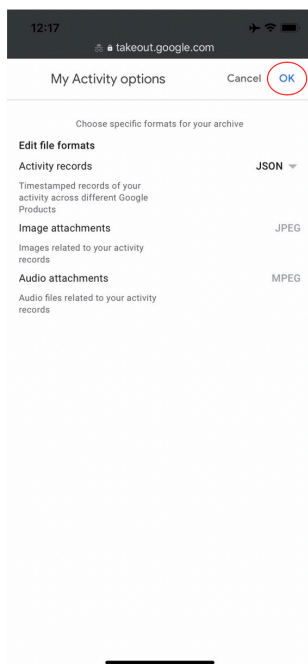 12:17
takeout.google.com
My Activity options
Cancel
OK
Choose specific formats for your archive
Edit file formats
Activity records
JSON
Timestamped records of your
activity across different Google
Products
Image attachments
JPEG
Images related to your activity
records
Audio attachments
MPEG
Audio files related to your activity
records